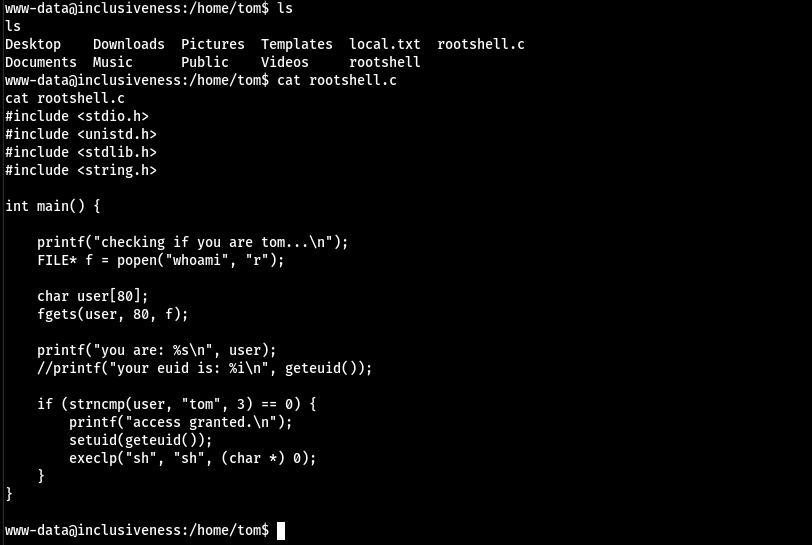 www-data@inclusiveness:/home/tom$ ls
ls
Desktop    Downloads  Pictures  Templates  local.txt  rootshell.c
Documents  Music      Public    Videos     rootshell
www-data@inclusiveness:/home/tom$ cat rootshell.c
cat rootshell.c
#include <stdio.h>
#include <unistd.h>
#include <stdlib.h>
#include <string.h>

int main() {

    printf("checking if you are tom...\n");
    FILE* f = popen("whoami", "r");

    char user[80];
    fgets(user, 80, f);

    printf("you are: %s\n", user);
    //printf("your euid is: %i\n", geteuid());

    if (strncmp(user, "tom", 3) == 0) {
        printf("access granted.\n");
        setuid(geteuid());
        execlp("sh", "sh", (char *) 0);
    }
}

www-data@inclusiveness:/home/tom$